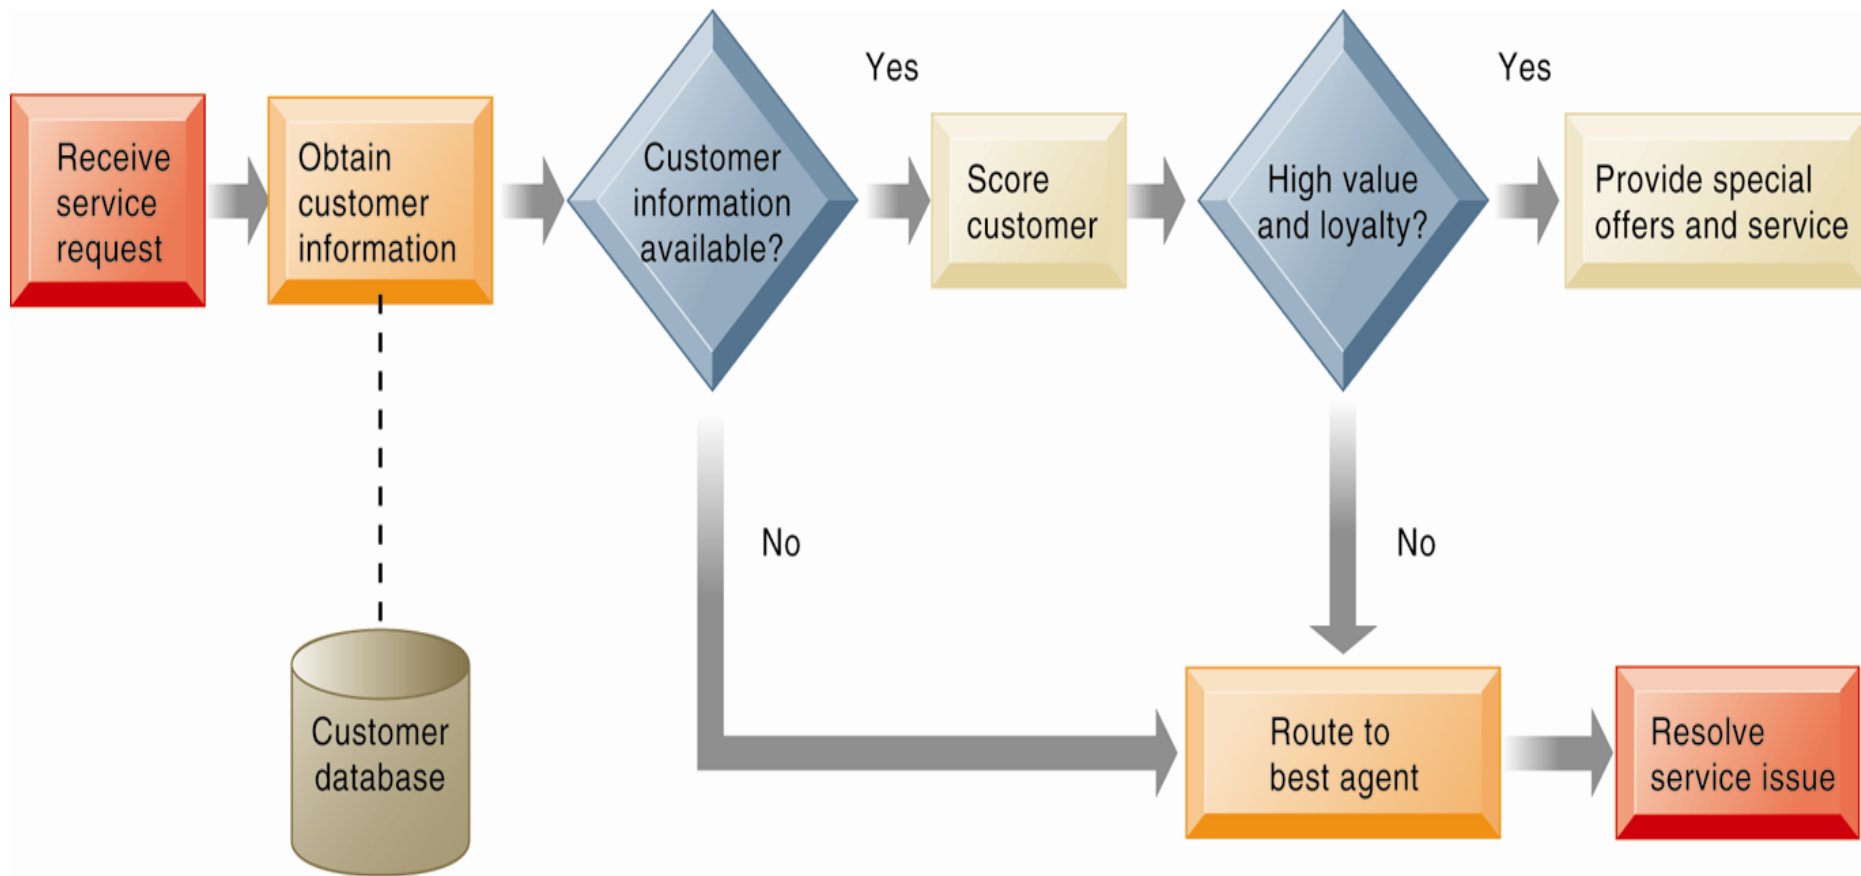 Receive
service
request
Obtain
customer
information
Customer
information
available?
Yes
Score
customer
High value
and loyalty?
Yes
Provide special
offers and service
No
No
Customer
database
Route to
best agent
Resolve
service issue